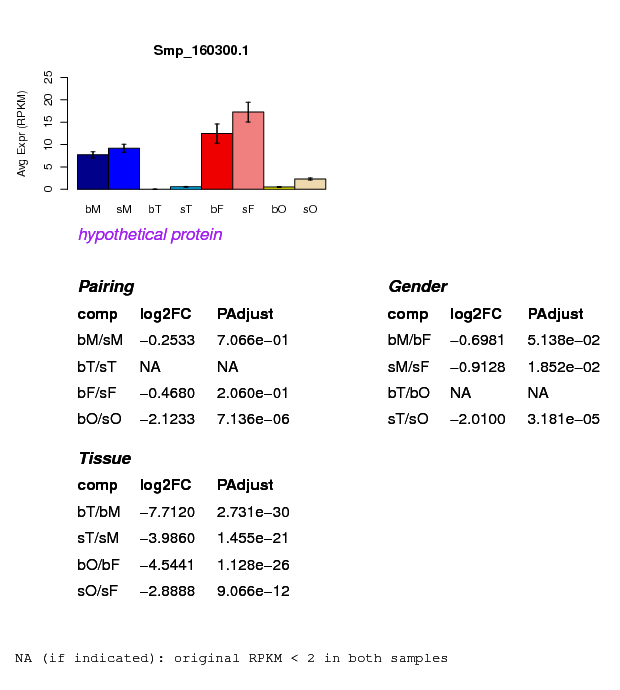 Smp_160300.1
Avg Expr (RPKM)
25
20
15
10
5
0
bM sM bT sT bF sF bO sO
hypothetical protein
Pairing
comp log2FC PAdjust
bM/sM −0.2533 7.066e−01
bT/sT NA NA
bF/sF −0.4680 2.060e−01
bO/sO −2.1233 7.136e−06
Gender
comp log2FC PAdjust
bM/bF −0.6981 5.138e−02
sM/sF −0.9128 1.852e−02
bT/bO NA NA
sT/sO −2.0100 3.181e−05
Tissue
comp log2FC PAdjust
bT/bM −7.7120 2.731e−30
sT/sM −3.9860 1.455e−21
bO/bF −4.5441 1.128e−26
sO/sF −2.8888 9.066e−12
NA (if indicated): original RPKM < 2 in both samples